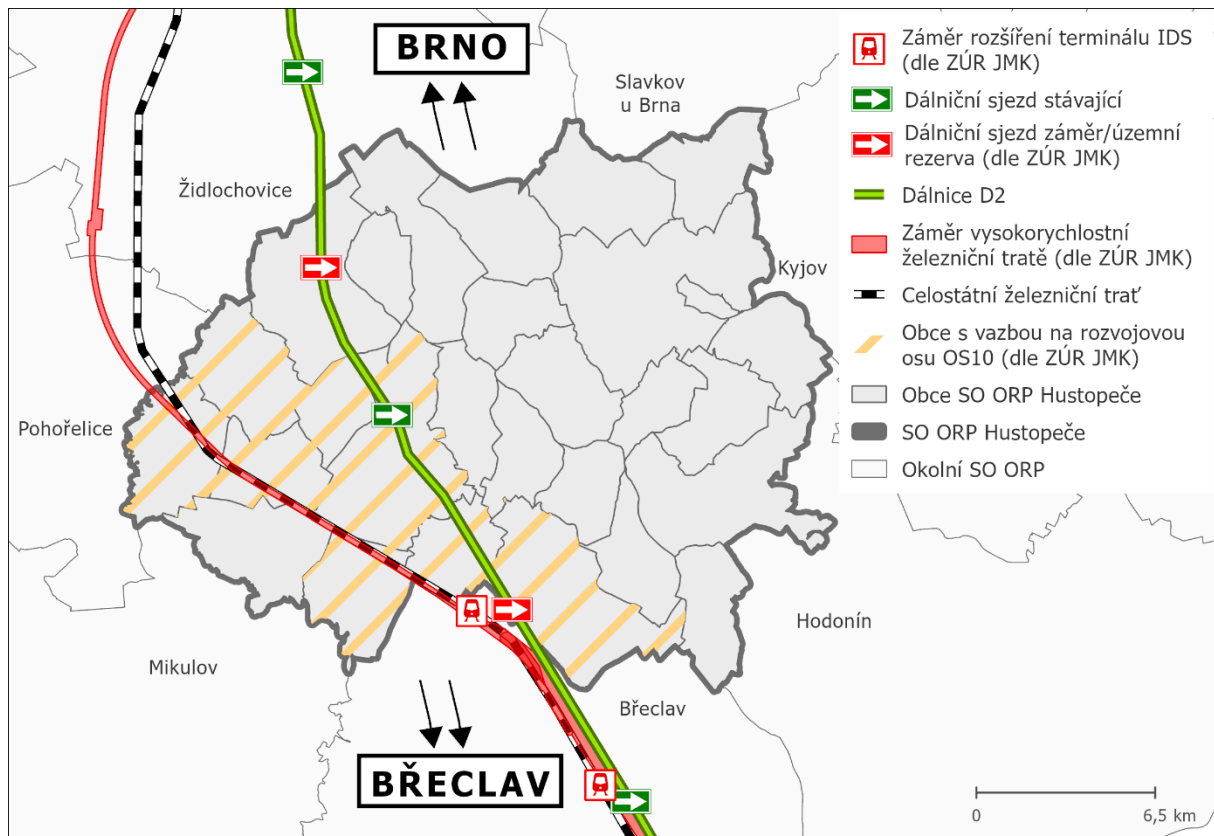 BRNO
Slavkov
u Brna
Židlochovice
Kyjov
Pohořelice
Hodonín
Mikulov
Břeclav
BŘECLAV
Záměr rozšíření terminálu IDS
(dle ZÚR JMK)
Dálniční sjezd stávající
Dálniční sjezd záměr/územní
rezerva (dle ZÚR JMK)
Dálnice D2
Záměr vysokorychlostní
železniční tratě (dle ZÚR JMK)
Celostátní železniční trať
Obce s vazbou na rozvojovou
osu OS10 (dle ZÚR JMK)
Obce SO ORP Hustopeče
SO ORP Hustopeče
Okolní SO ORP
0 6,5 km